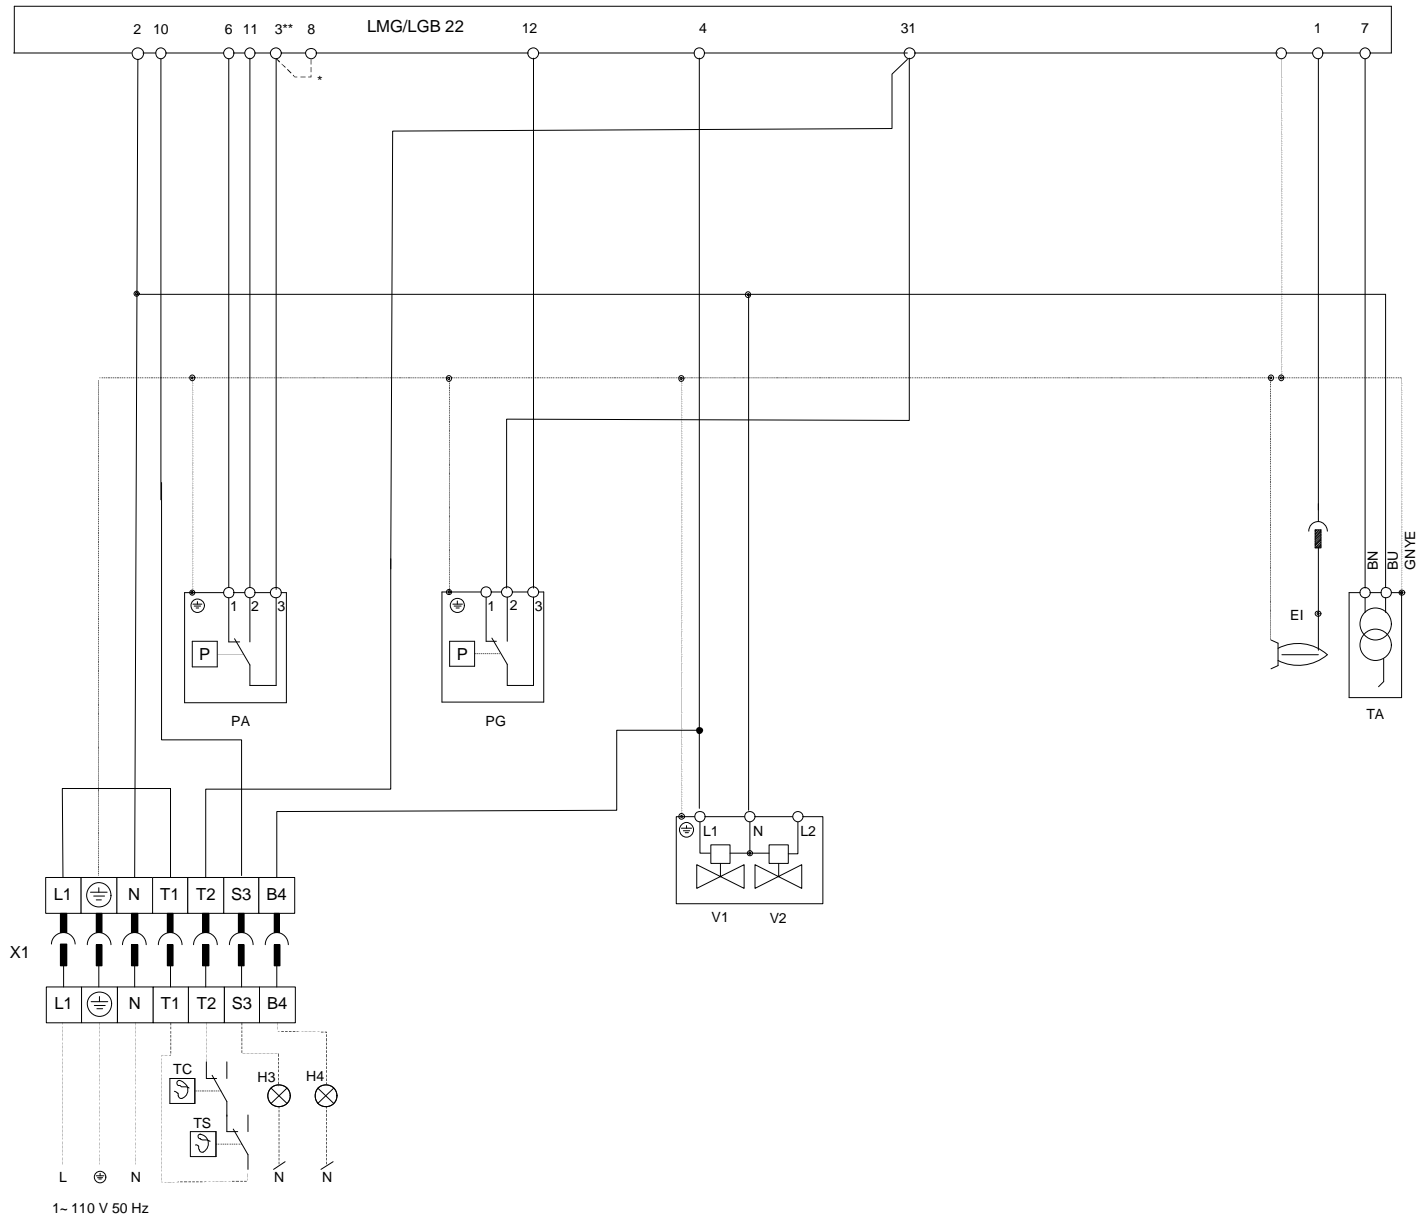 2 10 6 11 3** 8 LMG/LGB 22 12 4 31 1 7
*
BN BU GNYE
1 2 3
1 2 3
P
P
EI
PA
PG
TA
L1 N L2
V1 V2
L1 N T1 T2 S3 B4
X1
L1 N T1 T2 S3 B4
TC H3 H4
TS
L N N N
1~ 110 V 50 Hz